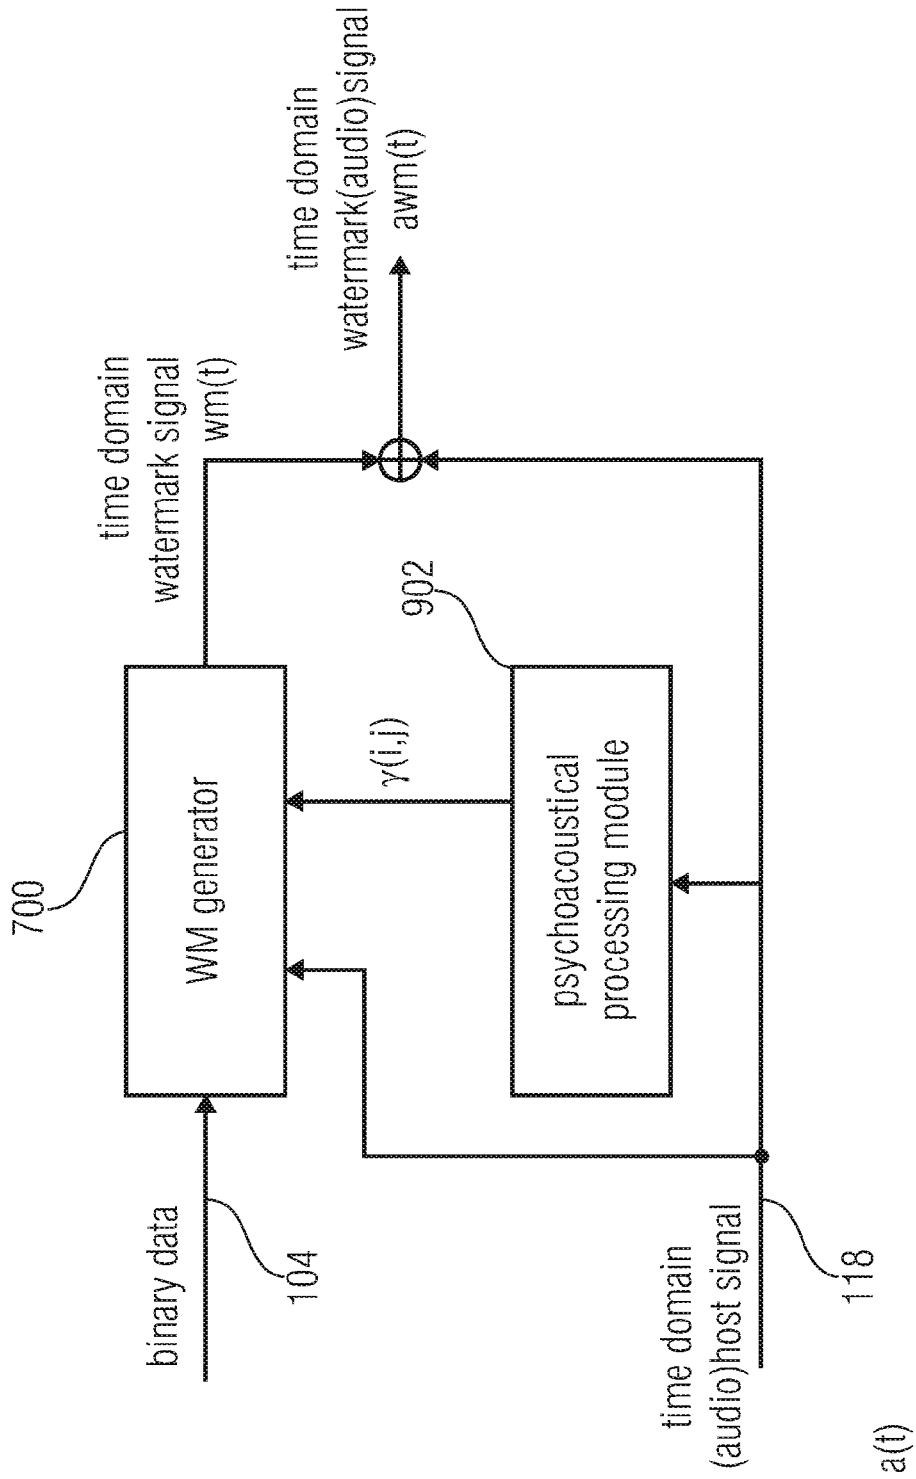 700
binary data
104
WM generator
time domain
watermark signal
wm(t)
γ(i,j)
902
psychoacoustical
processing module
time domain
watermark(audio)signal
awm(t)
time domain
(audio)host signal
118
a(t)